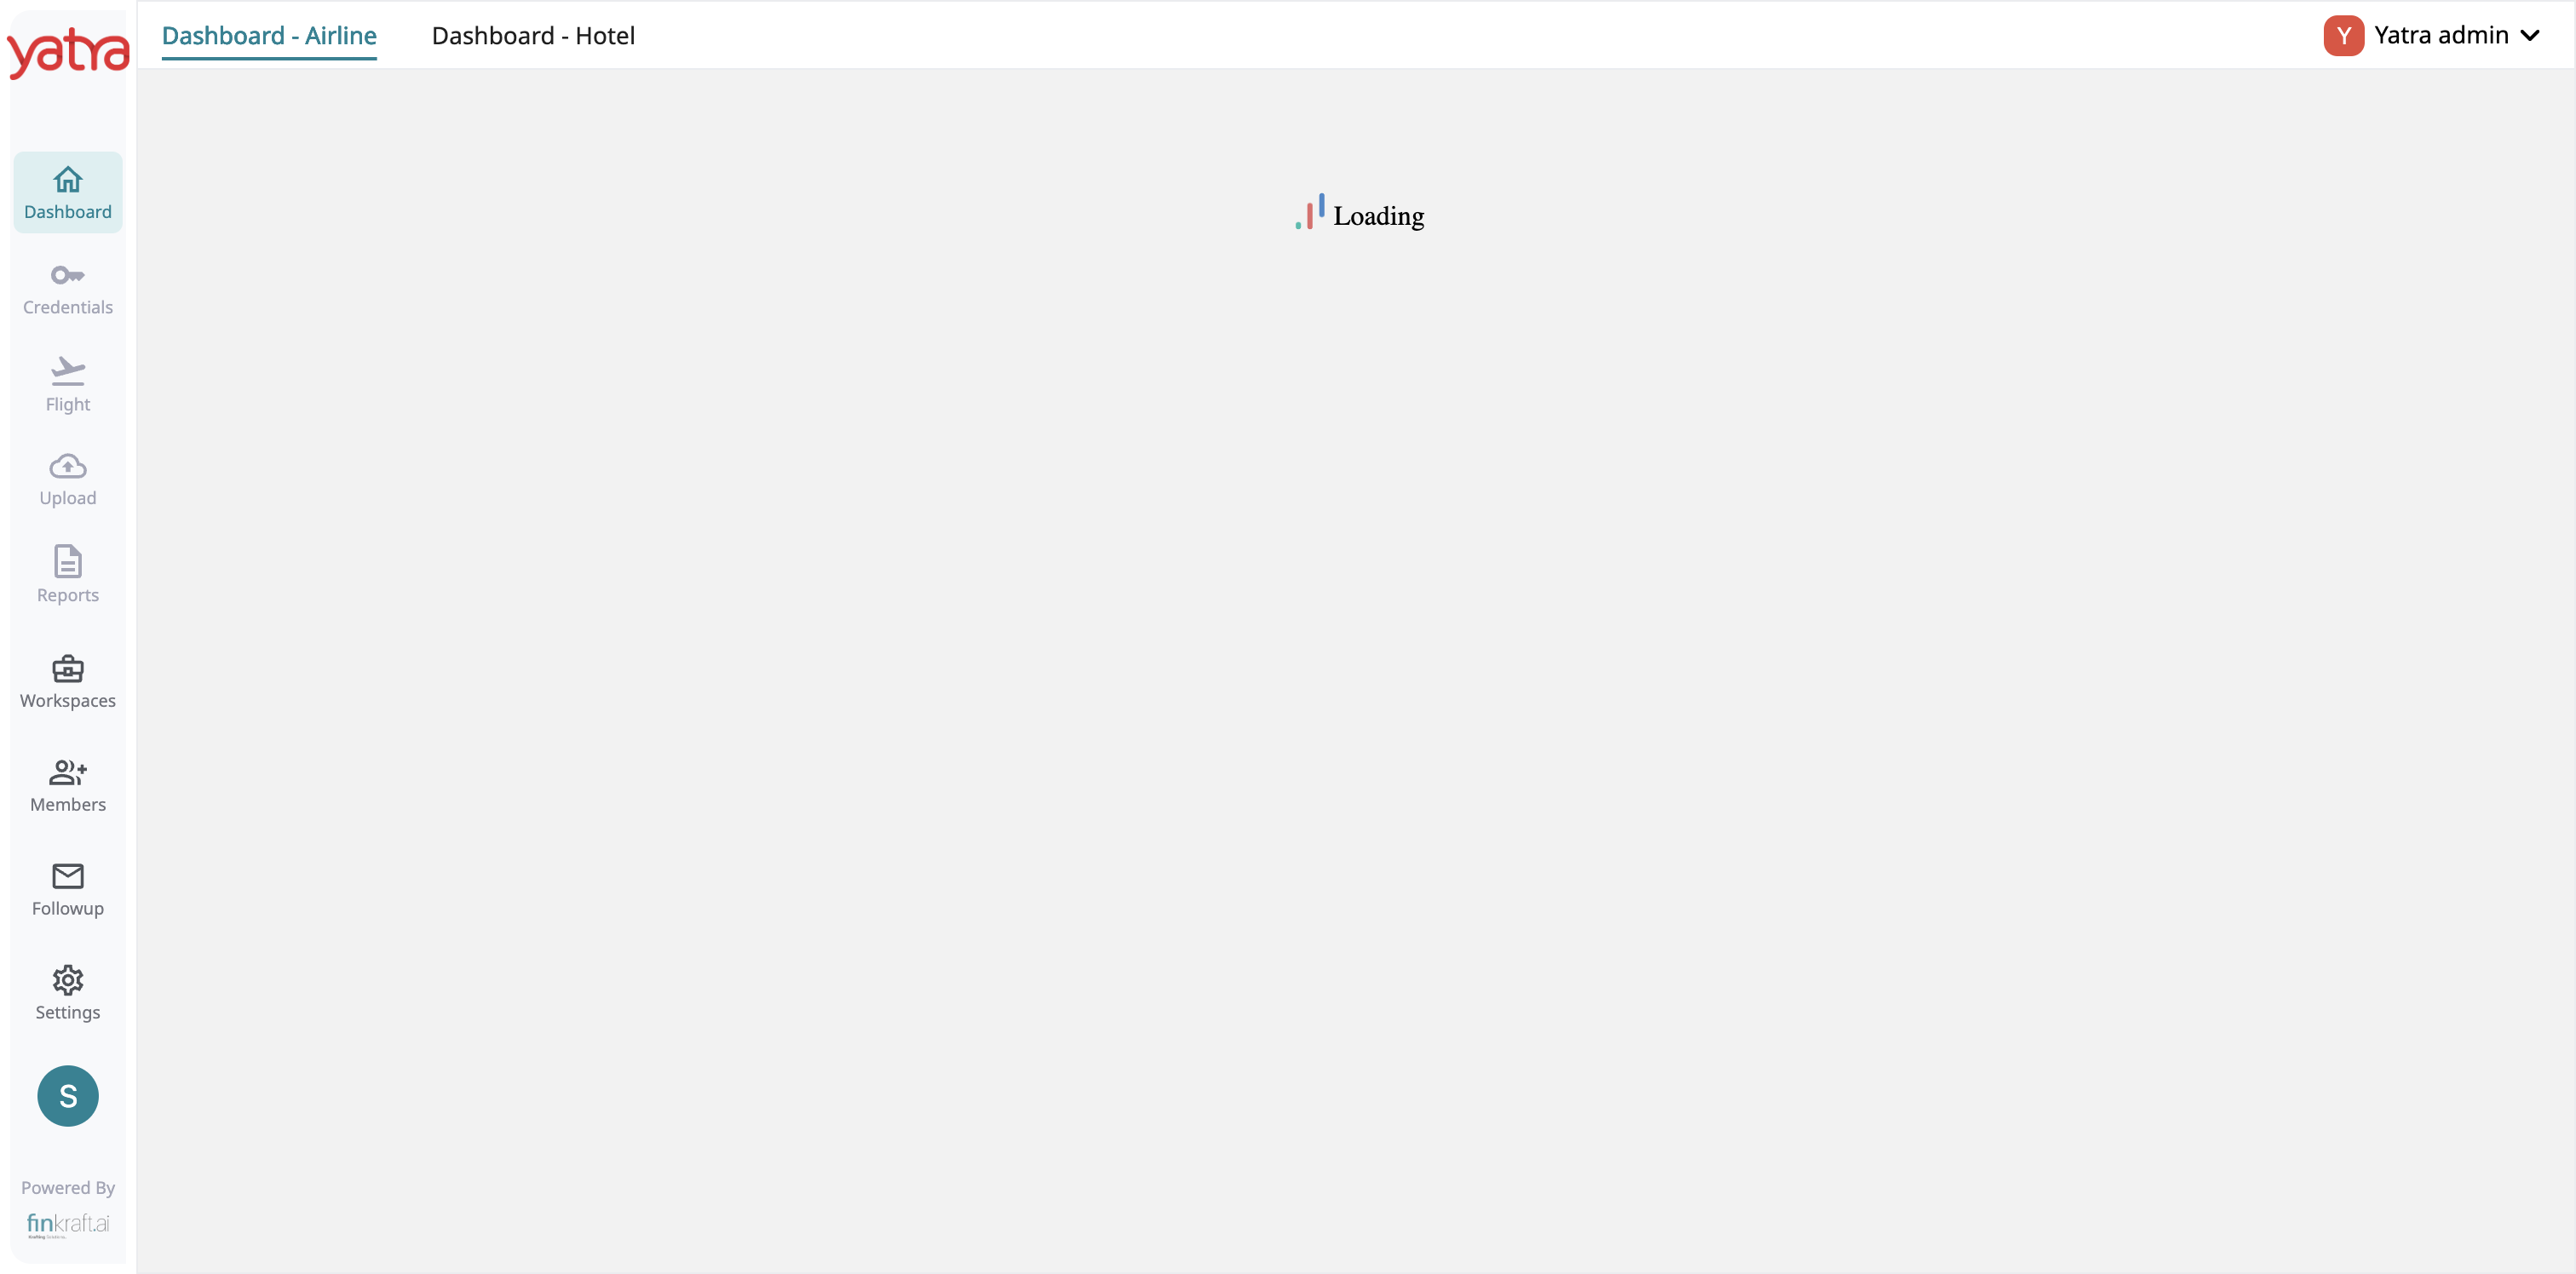 yatra
Dashboard - Airline
Dashboard - Hotel
Y
Yatra admin
Dashboard
Credentials
Flight
Upload
Reports
Workspaces
Members
Followup
Settings
S
Powered By
finkraft.ai
Loading